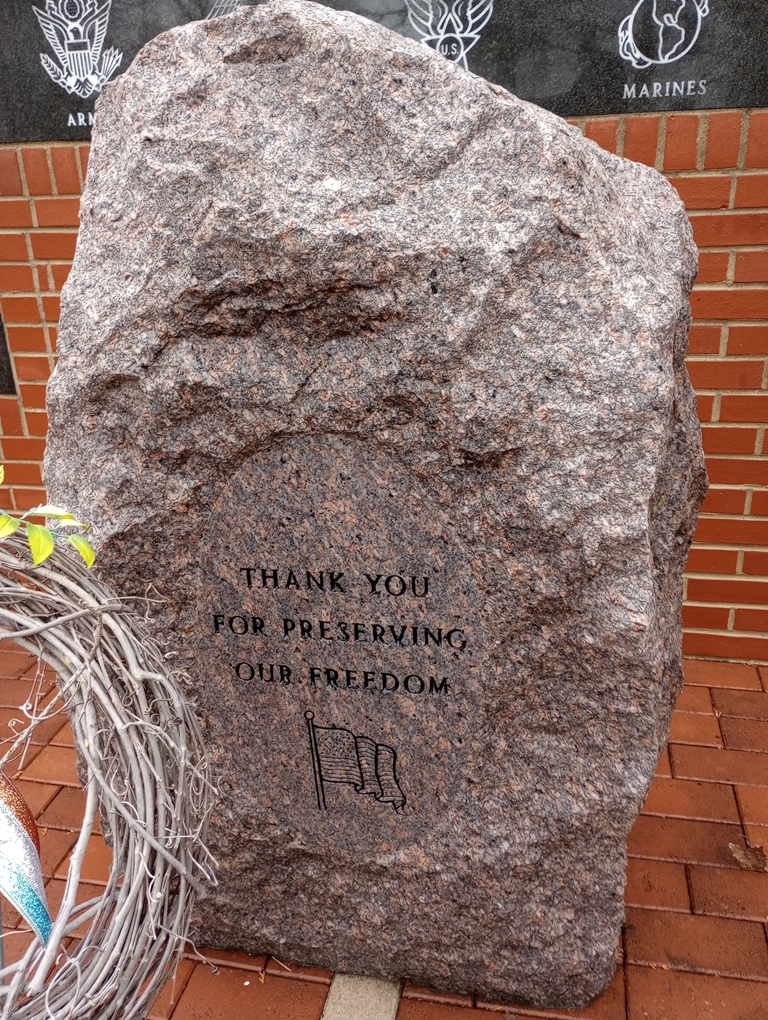 U.S.
MARINES
THANK YOU
FOR PRESERVING
OUR FREEDOM